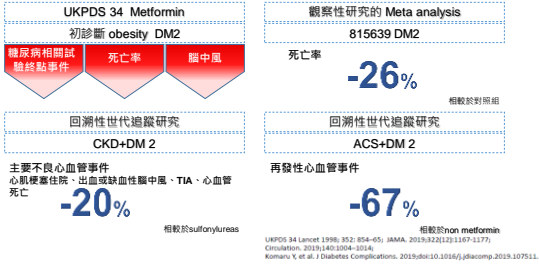 UKPDS 34 Metformin
初診斷 obesity DM2
糖尿病相關試
驗終點事件
死亡率
腦中風
觀察性研究的 Meta analysis
815639 DM2
死亡率
-26%
相較於對照組
回溯性世代追蹤研究
CKD+DM 2
主要不良心血管事件
心肌梗塞住院、出血或缺血性腦中風、TIA、心血管
死亡
-20%
相較於sulfonylureas
回溯性世代追蹤研究
ACS+DM 2
再發性心血管事件
-67%
相較於non metformin
UKPDS 34 Lancet 1998; 352: 854–65; JAMA. 2019;322(12):1167-1177;
Circulation. 2019;140:1004–1014;
Komaru Y, et al. J Diabetes Complications. 2019;doi:10.1016/j.jdiacomp.2019.107511.